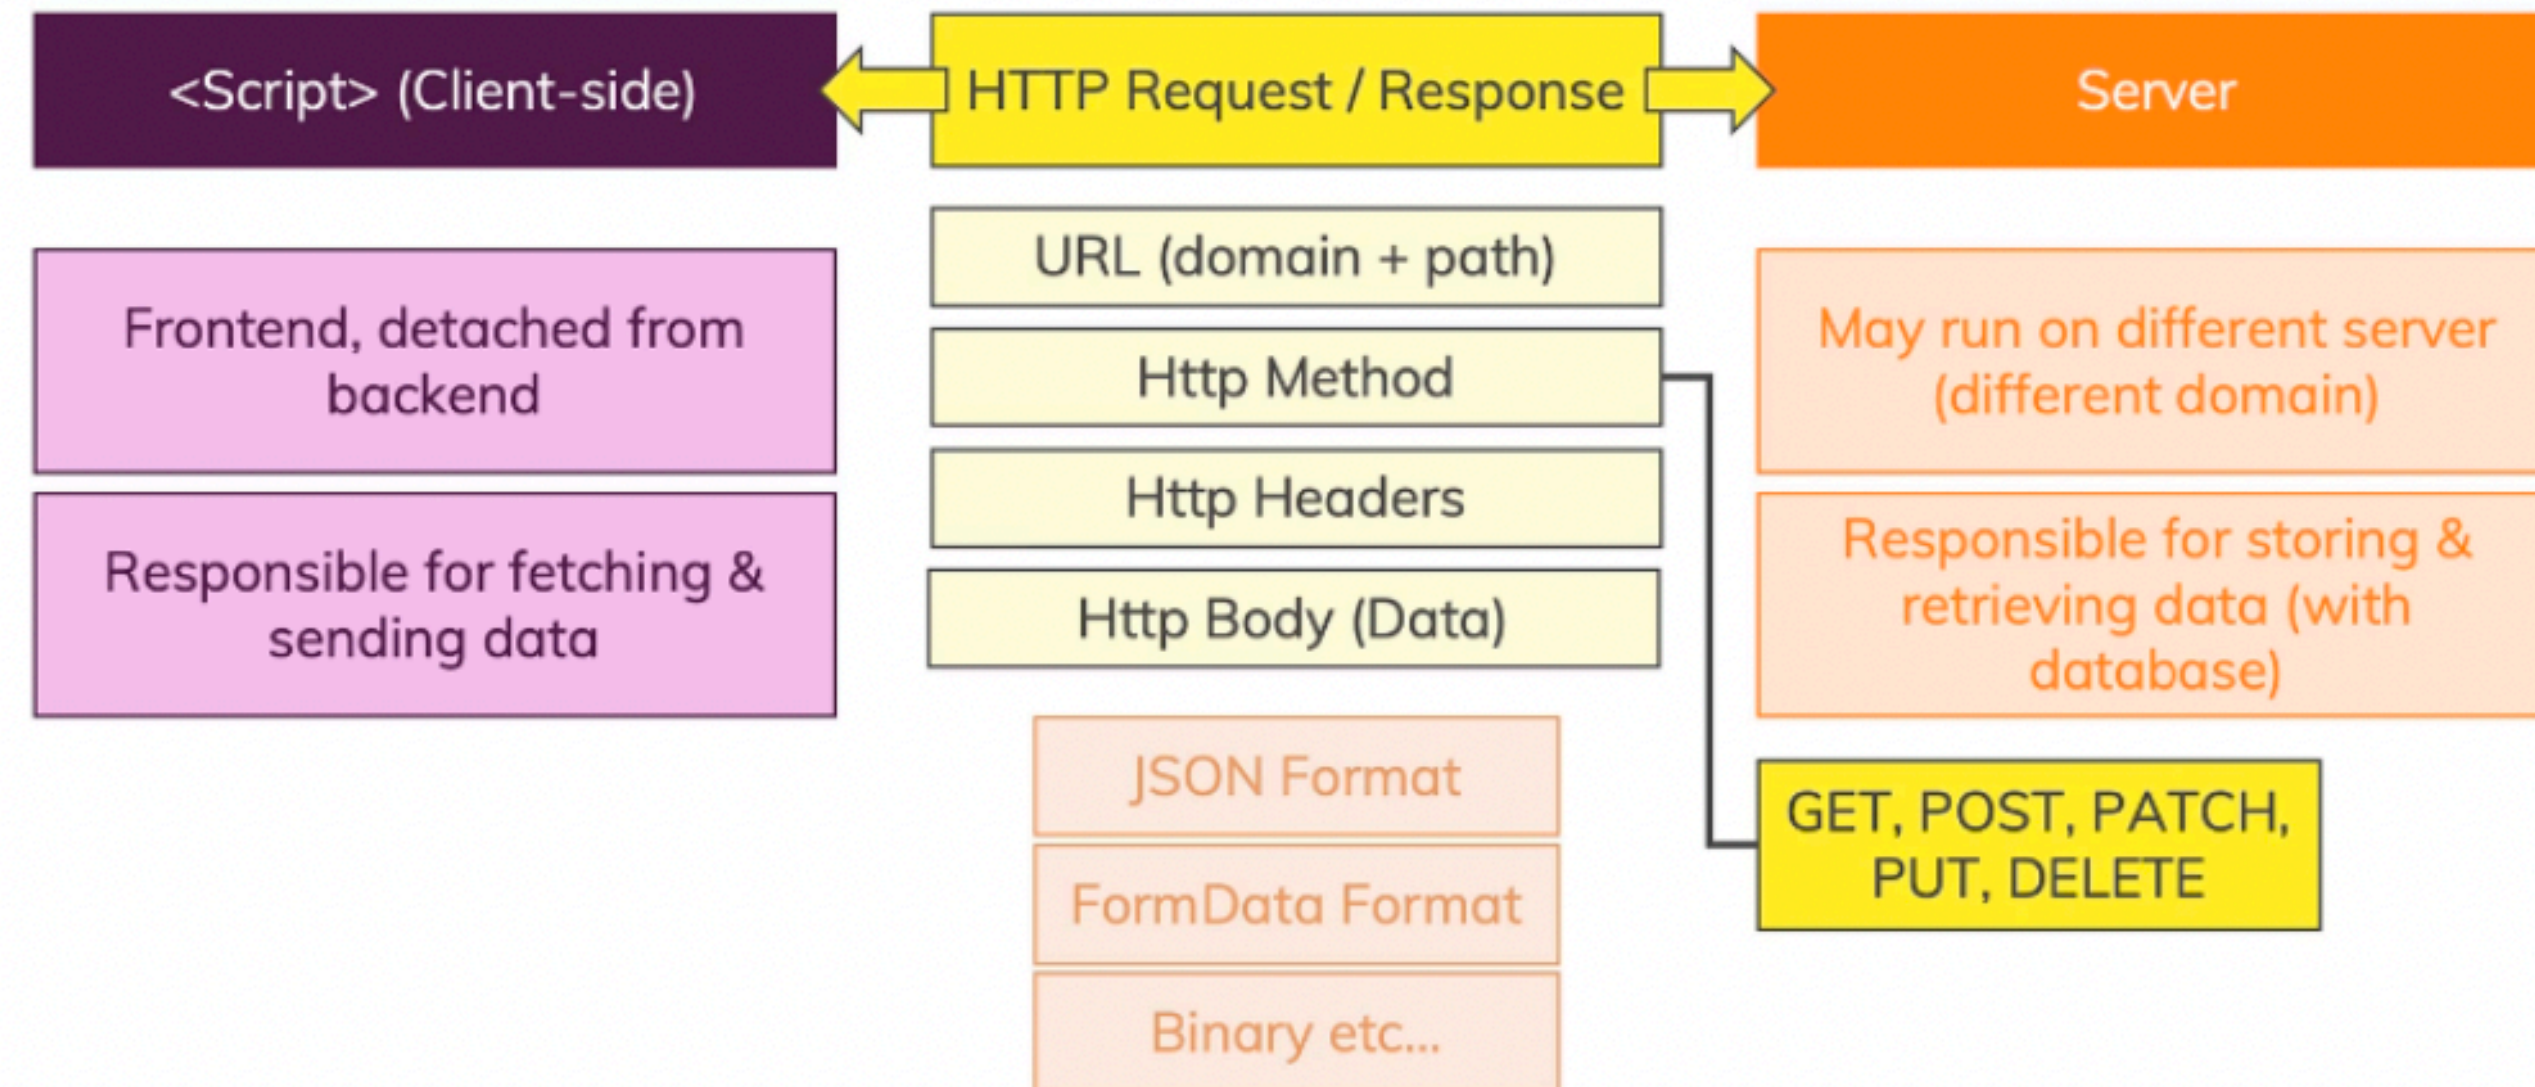 <Script> (Client-side)
HTTP Request / Response
Server
Frontend, detached from
backend
Responsible for fetching &
sending data
URL (domain + path)
Http Method
Http Headers
Http Body (Data)
JSON Format
FormData Format
Binary etc...
May run on different server
(different domain)
Responsible for storing &
retrieving data (with
database)
GET, POST, PATCH,
PUT, DELETE